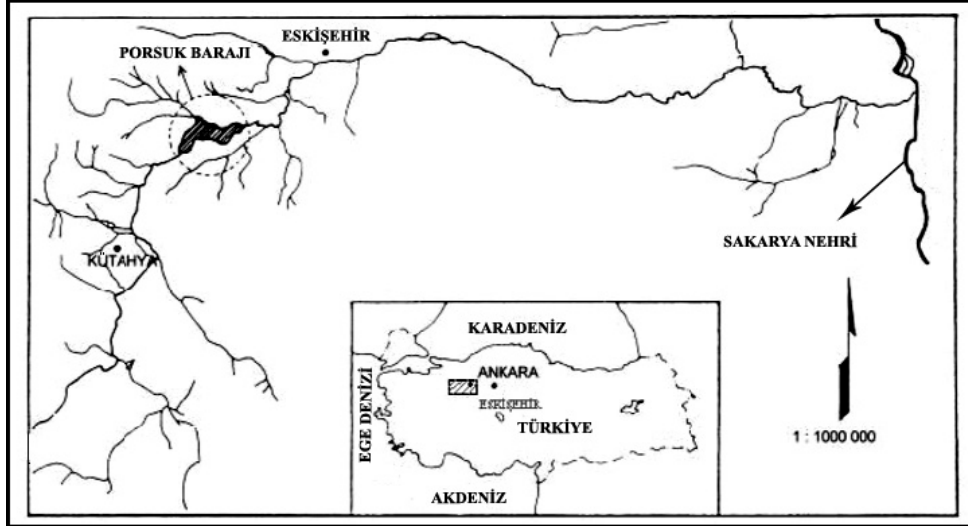 ESKİŞEHİR
PORSUK BARAJI
SAKARYA NEHRİ
KÜTAHYA
KARADENİZ
EGE DENİZİ
ANKARA
ESKİŞEHİR
TÜRKİYE
AKDENİZ
1 : 1000 000